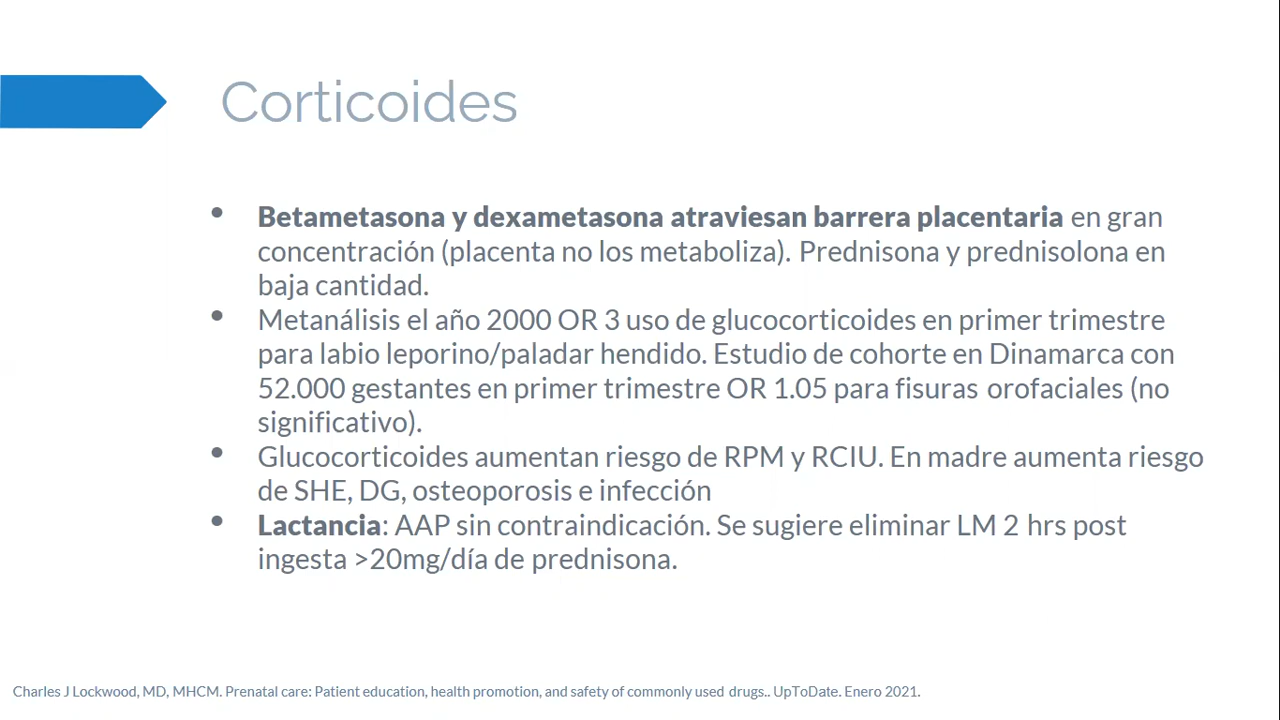 Corticoides
• Betametasona y dexametasona atraviesan barrera placentaria en gran
concentración (placenta no los metaboliza). Prednisona y prednisolona en
baja cantidad.
• Metanálisis el año 2000 OR 3 uso de glucocorticoides en primer trimestre
para labio leporino/paladar hendido. Estudio de cohorte en Dinamarca con
52.000 gestantes en primer trimestre OR 1.05 para fisuras orofaciales (no
significativo).
• Glucocorticoides aumentan riesgo de RPM y RCIU. En madre aumenta riesgo
de SHE, DG, osteoporosis e infección
• Lactancia: AAP sin contraindicación. Se sugiere eliminar LM 2 hrs post
ingesta >20mg/día de prednisona.
Charles J Lockwood, MD, MHCM. Prenatal care: Patient education, health promotion, and safety of commonly used drugs.. UpToDate. Enero 2021.